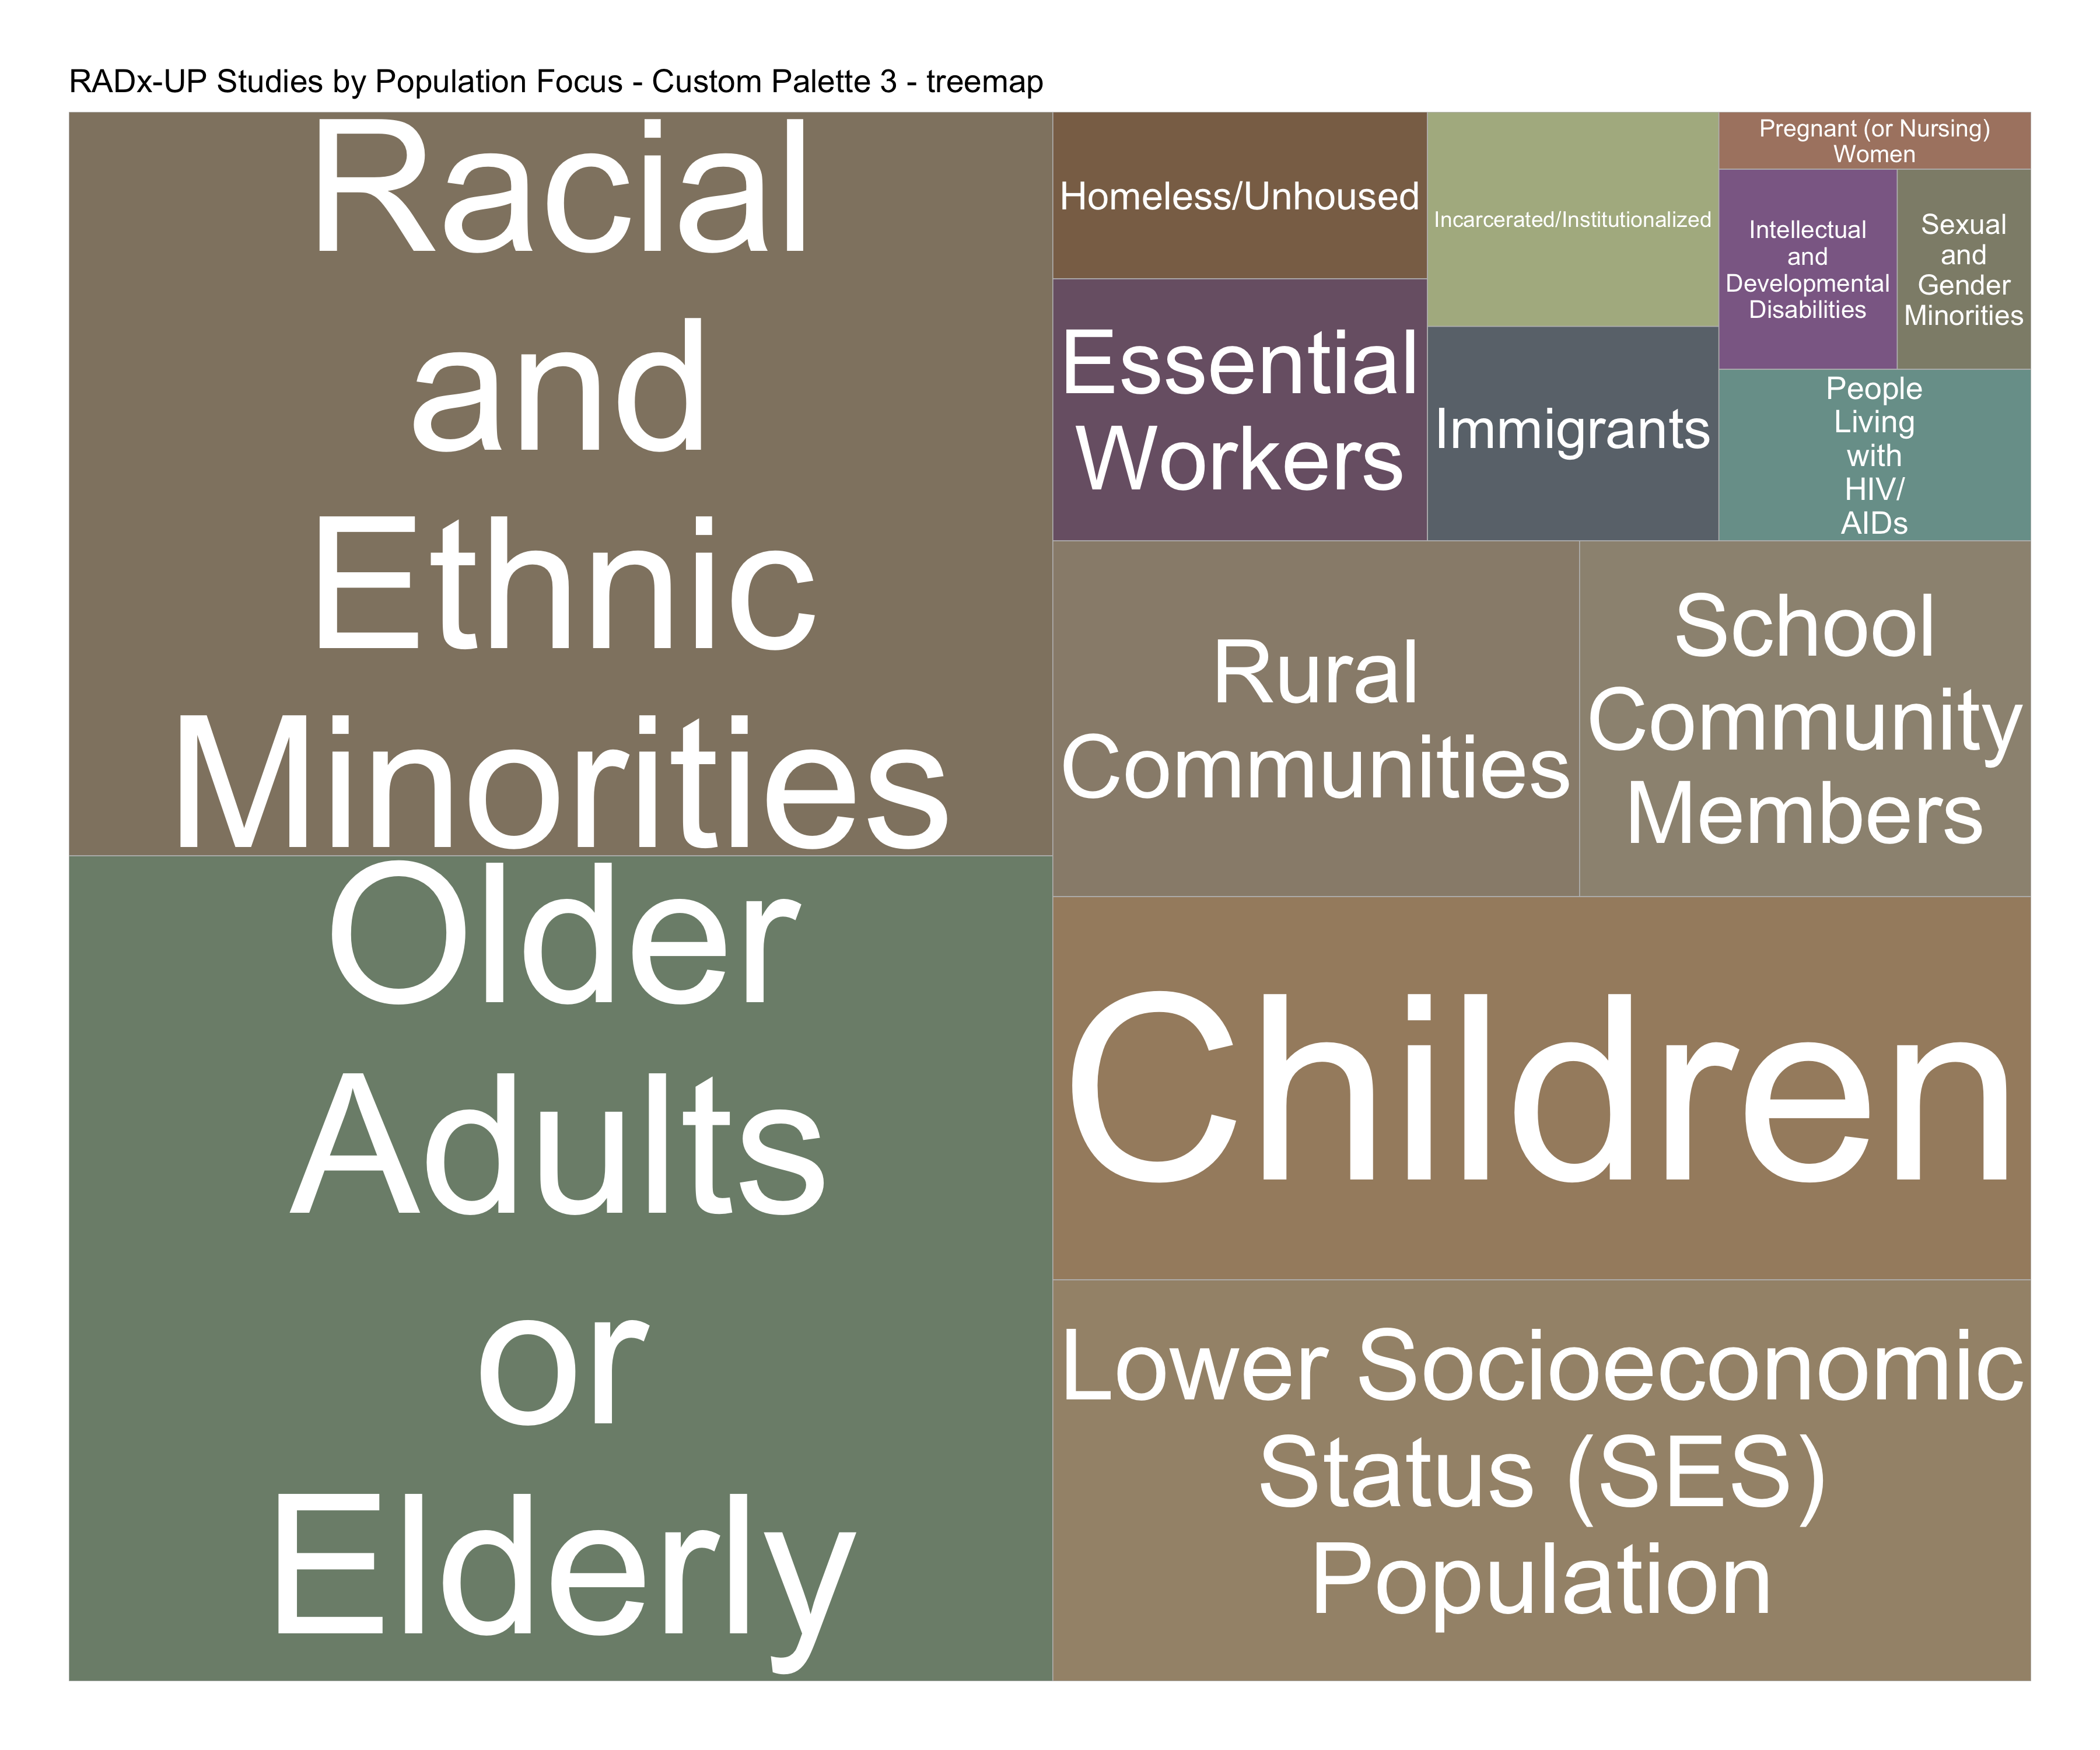 RADx-UP Studies by Population Focus - Custom Palette 3 - treemap
Racial
and
Ethnic
Minorities
Older
Adults
or
Elderly
Homeless/Unhoused
Essential
Workers
Incarcerated/Institutionalized
Immigrants
Pregnant (or Nursing)
Women
Intellectual
and
Developmental
Disabilities
Sexual
and
Gender
Minorities
People
Living
with
HIV/
AIDs
Rural
Communities
School
Community
Members
Children
Lower Socioeconomic
Status (SES)
Population